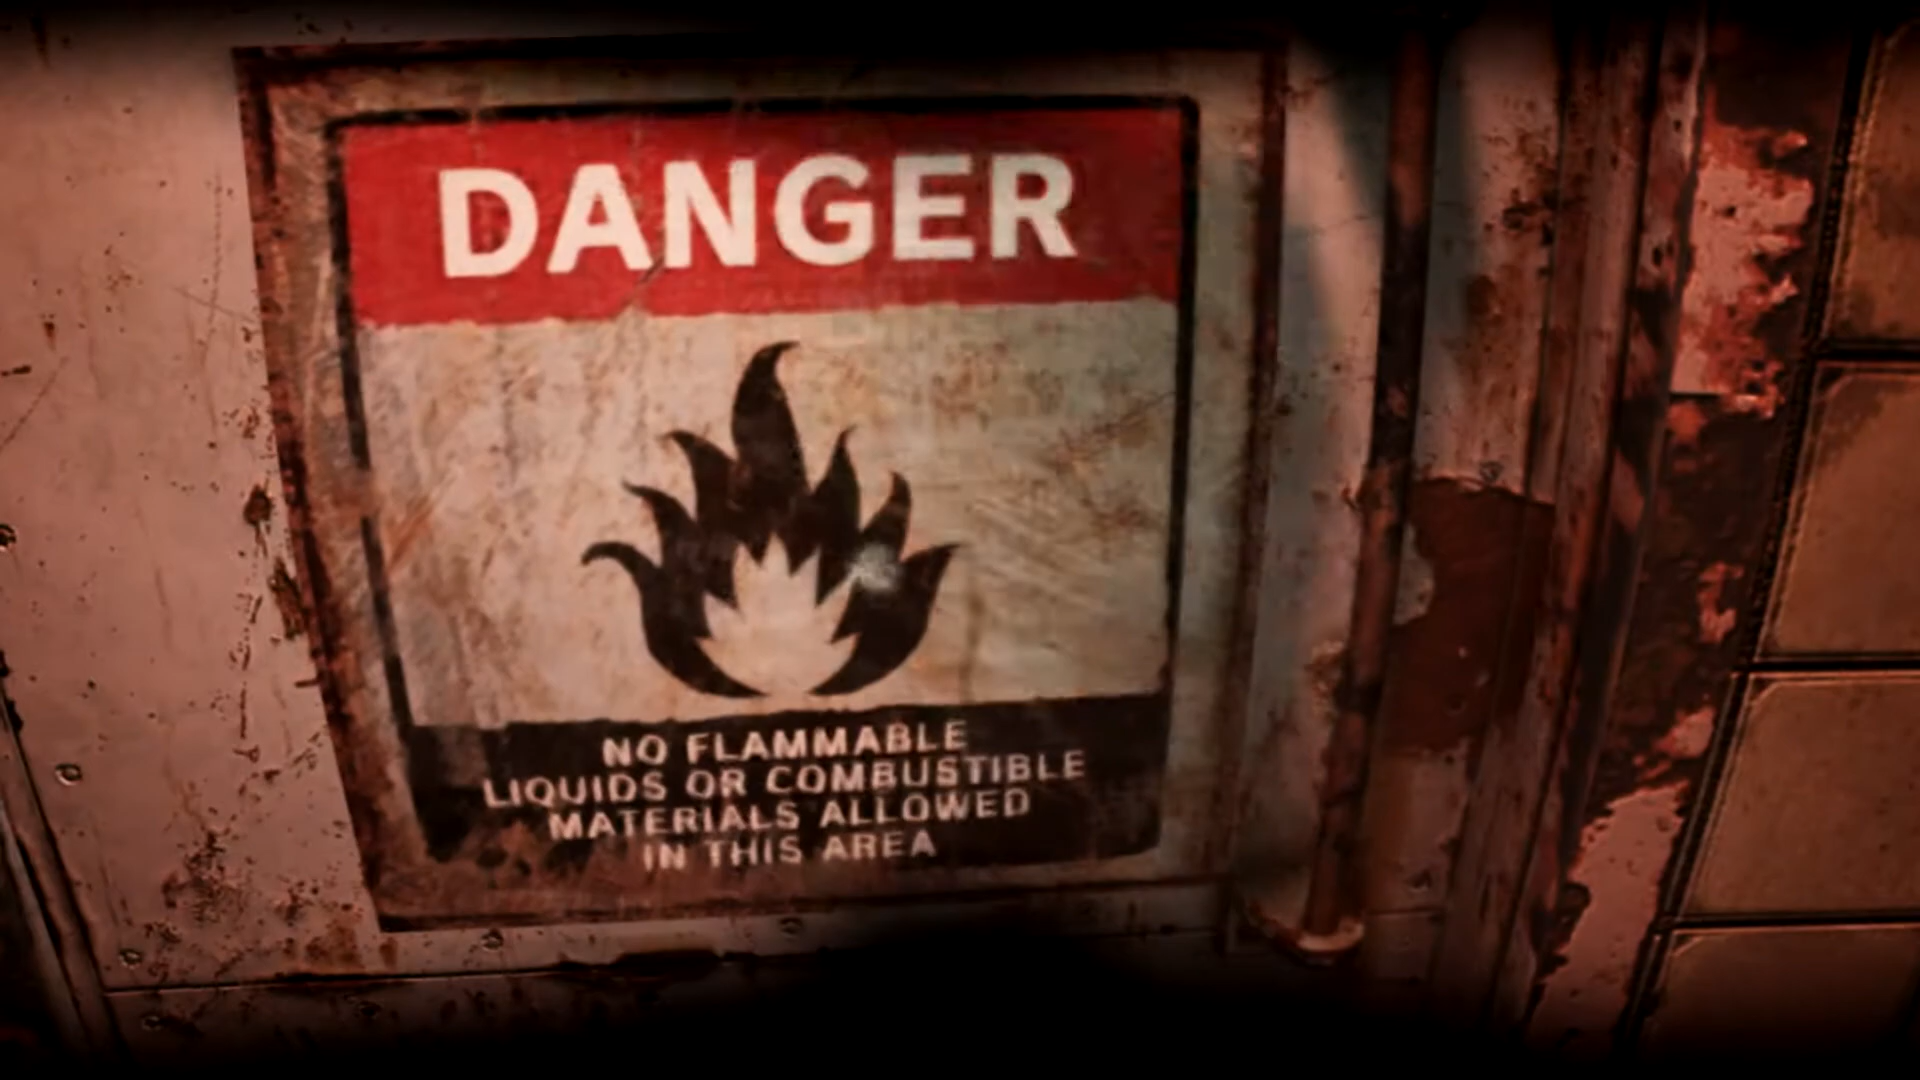 DANGER
NO FLAMMABLE
LIQUIDS OR COMBUSTIBLE
MATERIALS ALLOWED
IN THIS AREA